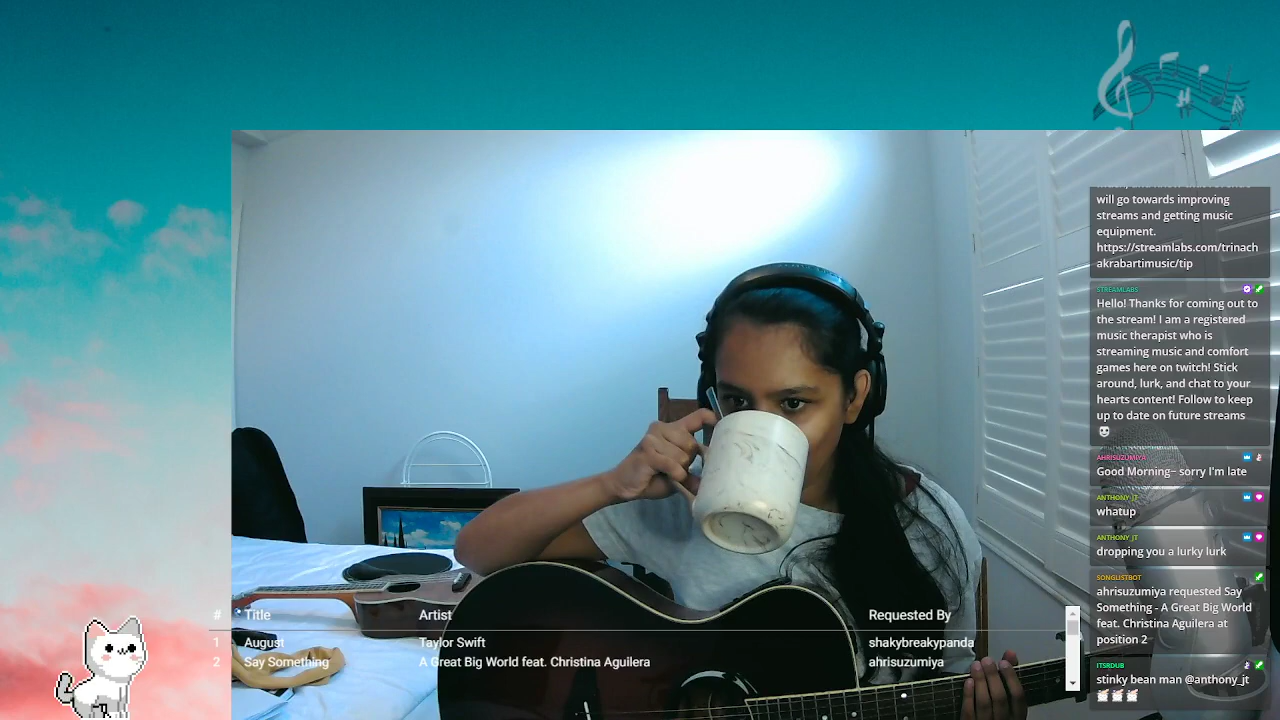 will go towards improving
streams and getting music
equipment.
https://streamlabs.com/trinach
akrabartimusic/tip
STREAMLABS
Hello! Thanks for coming out to
the stream! I am a registered
music therapist who is
streaming music and comfort
games here on twitch! Stick
around, lurk, and chat to your
hearts content! Follow to keep
up to date on future streams
AHRISUZUMIYA
Good Morning~ sorry I'm late
ANTHONY_JT
whatup
ANTHONY_JT
dropping you a lurky lurk
SONGLISTBOT
ahrisuzumiya requested Say
Something - A Great Big World
feat. Christina Aguilera at
position 2
ITSRDUB
stinky bean man @anthony_jt
# Title Artist Requested By
1 August Taylor Swift shakybreakypanda
2 Say Something A Great Big World feat. Christina Aguilera ahrisuzumiya